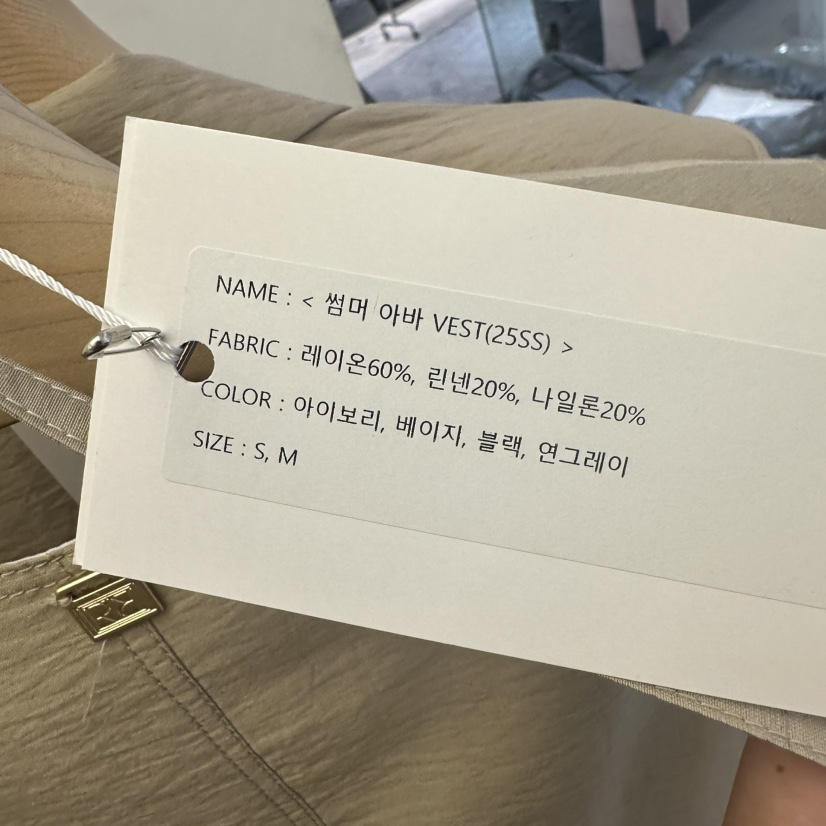 NAME : < 썸머 아바 VEST(25SS) >
FABRIC : 레이온60%, 린넨20%, 나일론20%
COLOR : 아이보리, 베이지, 블랙, 연그레이
SIZE : S, M